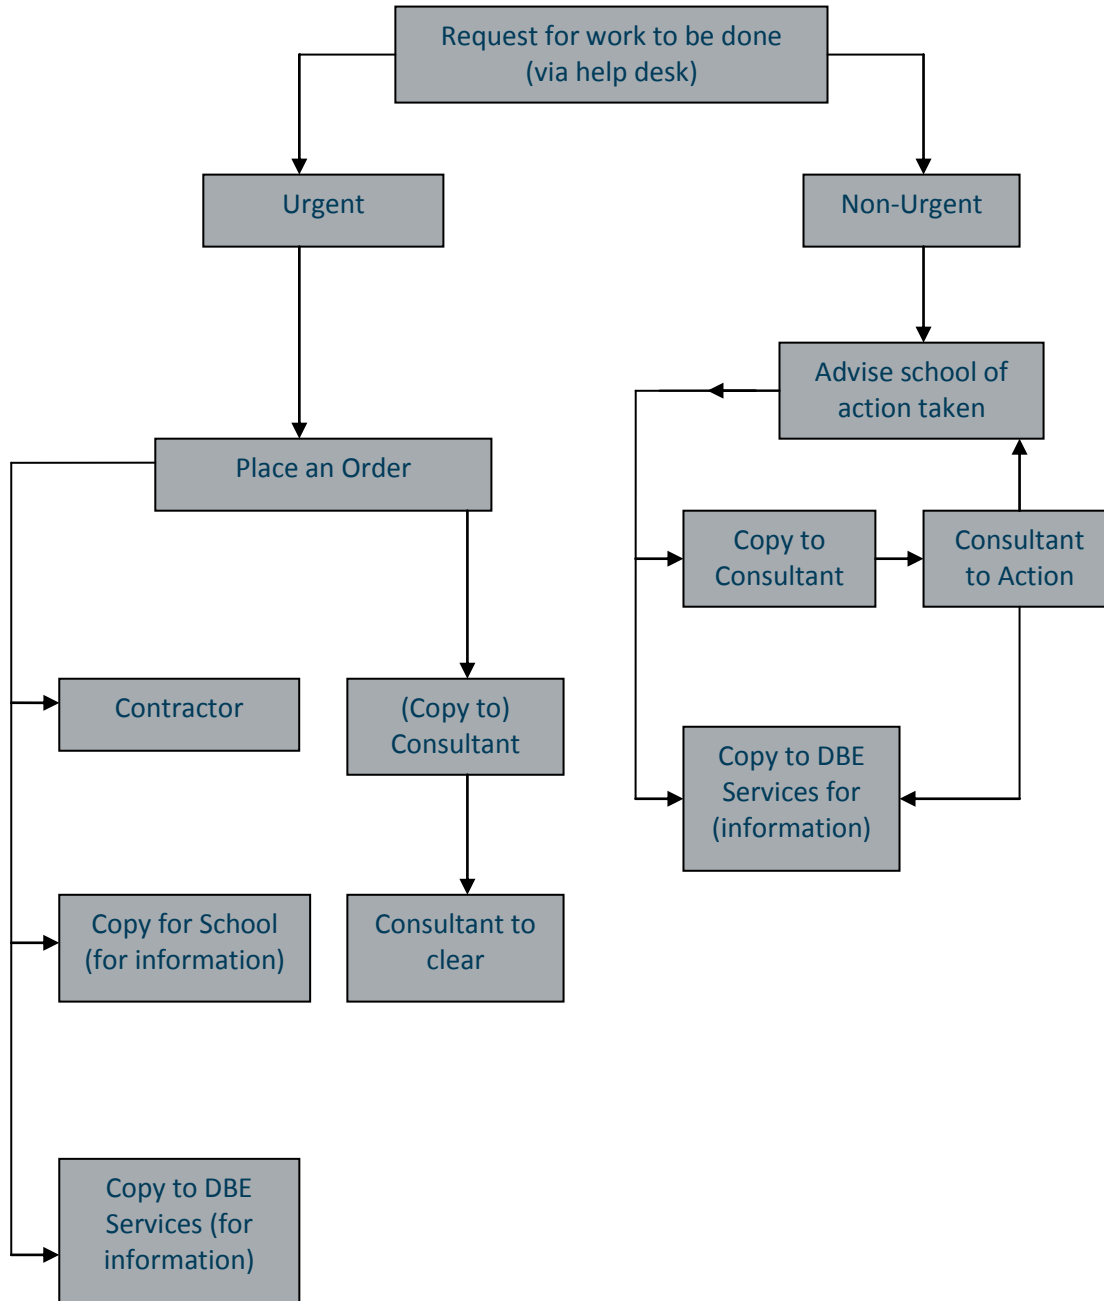 Request for work to be done
(via help desk)
Urgent
Non-Urgent
Advise school of
action taken
Place an Order
Copy to
Consultant
Consultant
to Action
Contractor
(Copy to)
Consultant
Copy to DBE
Services for
(information)
Copy for School
(for information)
Consultant to
clear
Copy to DBE
Services (for
information)